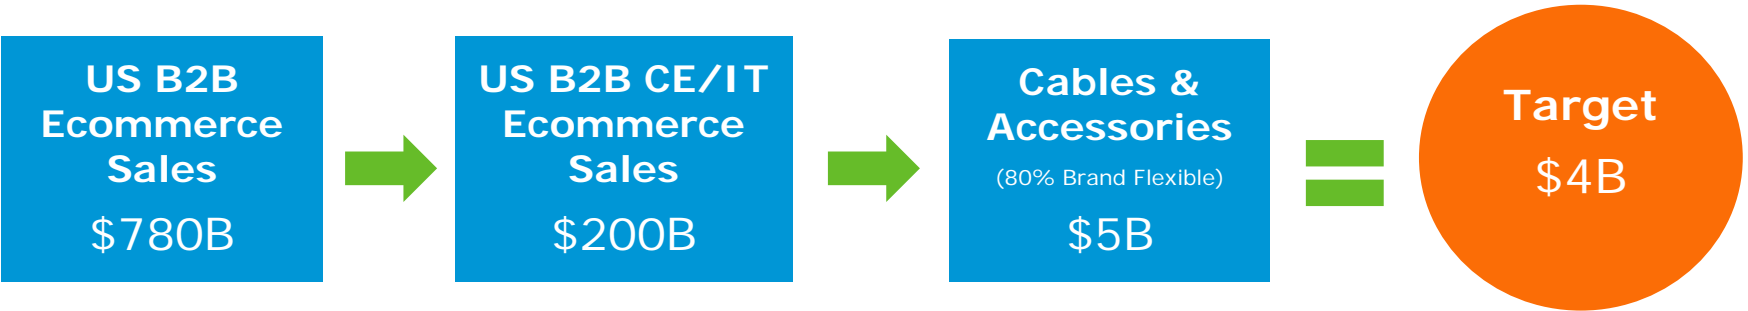 US B2B
Ecommerce
Sales
$780B
US B2B CE/IT
Ecommerce
Sales
$200B
Cables &
Accessories
(80% Brand Flexible)
$5B
Target
$4B